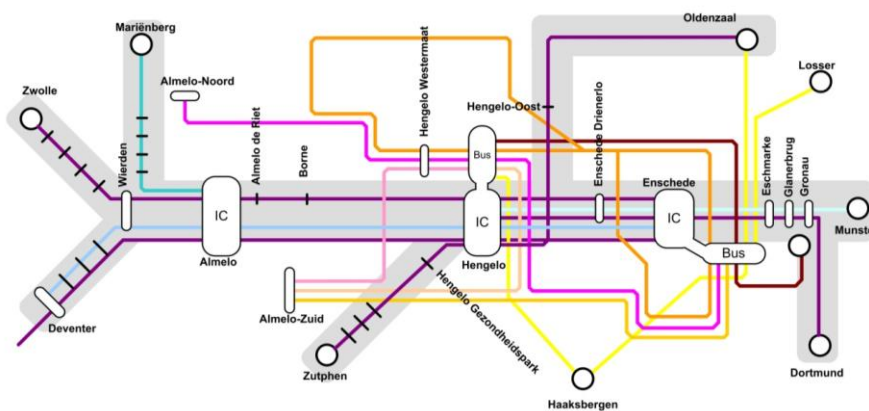 Oldenzaal
Mariënberg
Losser
Zwolle
Almelo-Noord
Hengelo Westermaat
Hengelo-Oost
Wierden
Almelo de Riet
Borne
Bus
Enschede Drienerlo
Enschede
Eschmarke
Glanerbrug
Gronau
IC
IC
IC
Munste
Almelo
Hengelo
Bus
Deventer
Almelo-Zuid
Hengelo Gezondheidspark
Zutphen
Dortmund
Haaksbergen